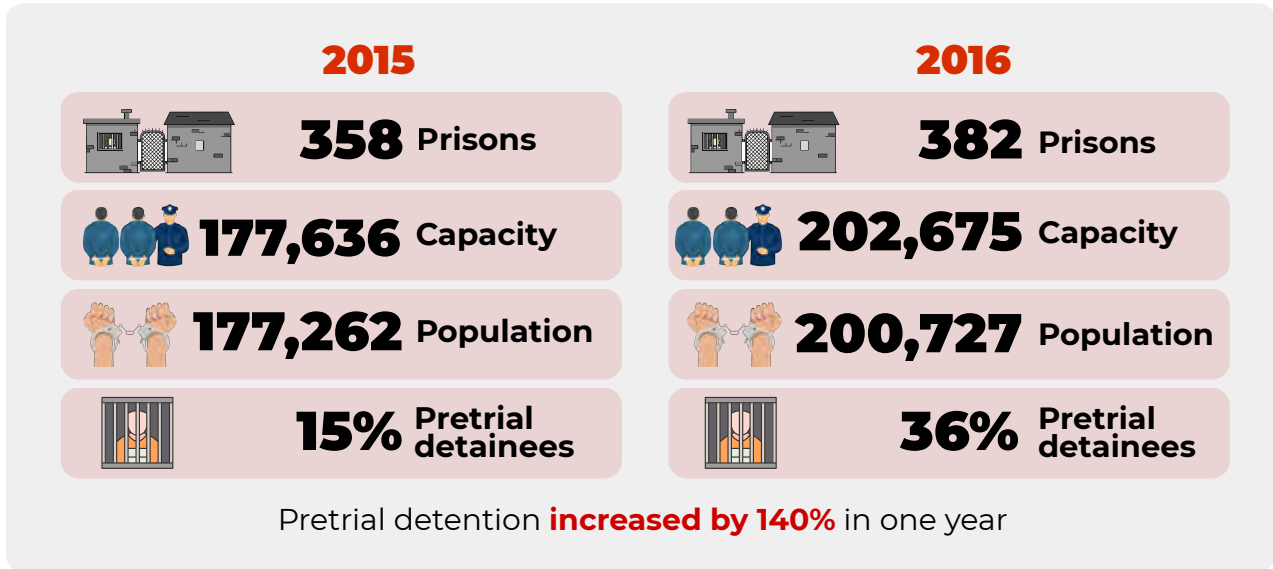 2015
358 Prisons
177,636 Capacity
177,262 Population
15% Pretrial
detainees
2016
382 Prisons
202,675 Capacity
200,727 Population
36% Pretrial
detainees
Pretrial detention increased by 140% in one year